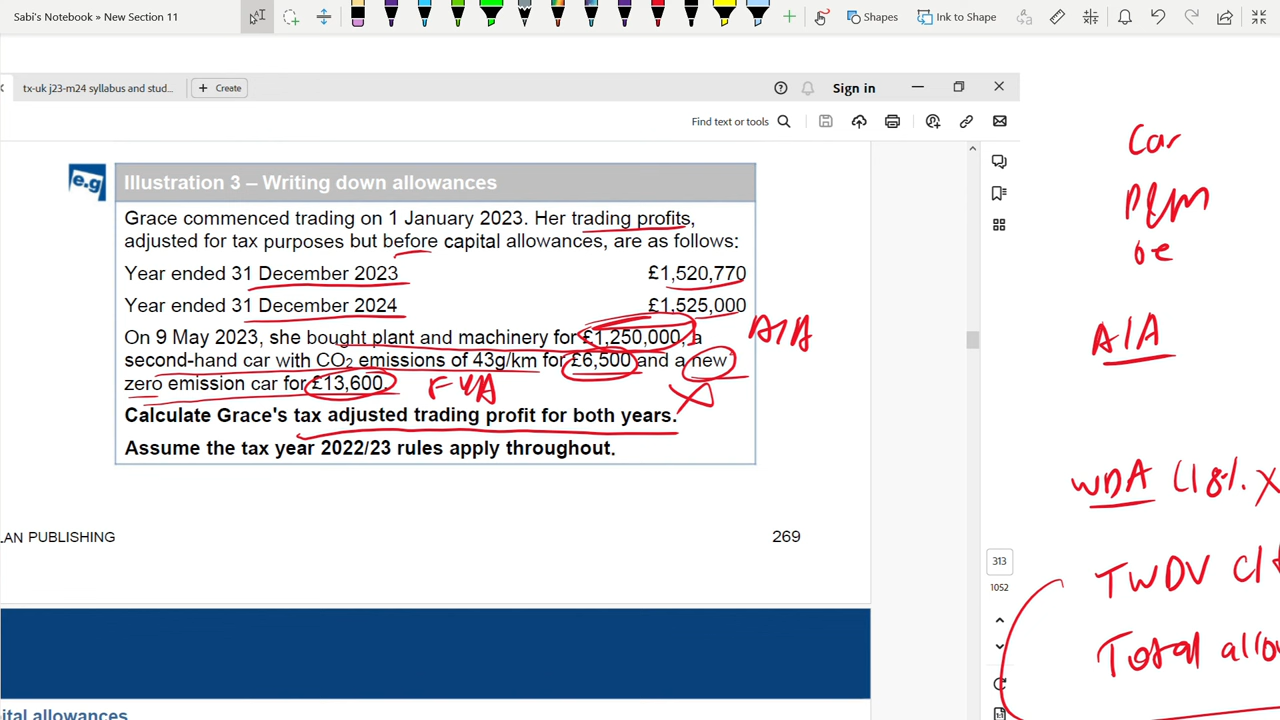 Sabi's Notebook » New Section 11
Shapes
Ink to Shape
tx-uk j23-m24 syllabus and stud...
+ Create
Sign in
Find text or tools
e.g
Illustration 3 – Writing down allowances
Grace commenced trading on 1 January 2023. Her trading profits,
adjusted for tax purposes but before capital allowances, are as follows:
Year ended 31 December 2023 £1,520,770
Year ended 31 December 2024 £1,525,000
On 9 May 2023, she bought plant and machinery for £1,250,000, a
second-hand car with CO2 emissions of 43g/km for £6,500 and a new
zero emission car for £13,600.
AIA
FYA
Calculate Grace's tax adjusted trading profit for both years.
Assume the tax year 2022/23 rules apply throughout.
LAN PUBLISHING
269
313
1052
ital allowances
Car
P&M
AIA
WDA (18%. X
TWDV c/f
Total allow